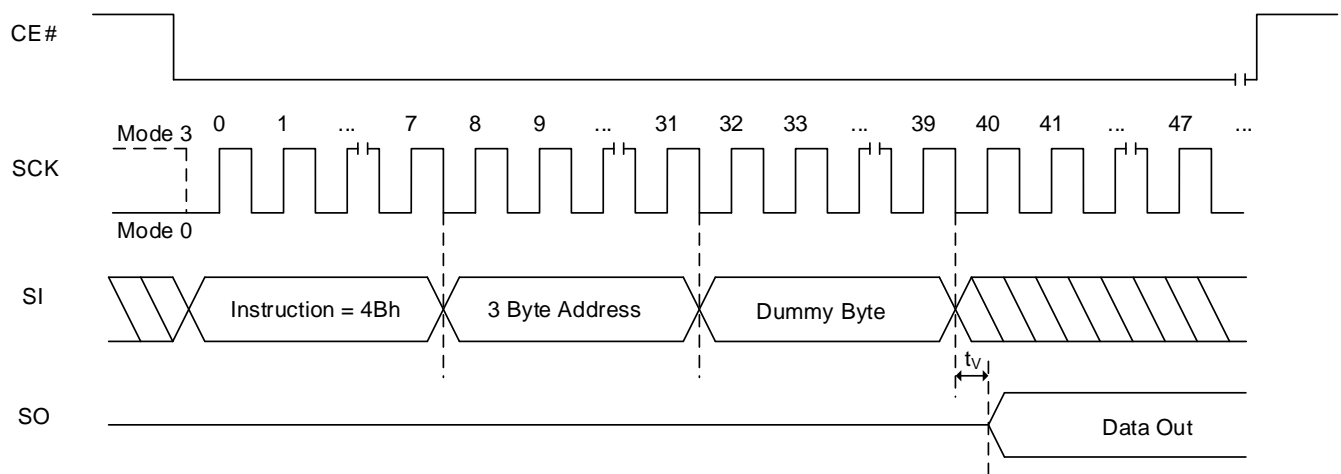 CE#
Mode 3 0 1 ... 7 8 9 ... 31 32 33 ... 39 40 41 ... 47 ...
SCK
Mode 0
SI Instruction = 4Bh 3 Byte Address Dummy Byte
tV
SO Data Out